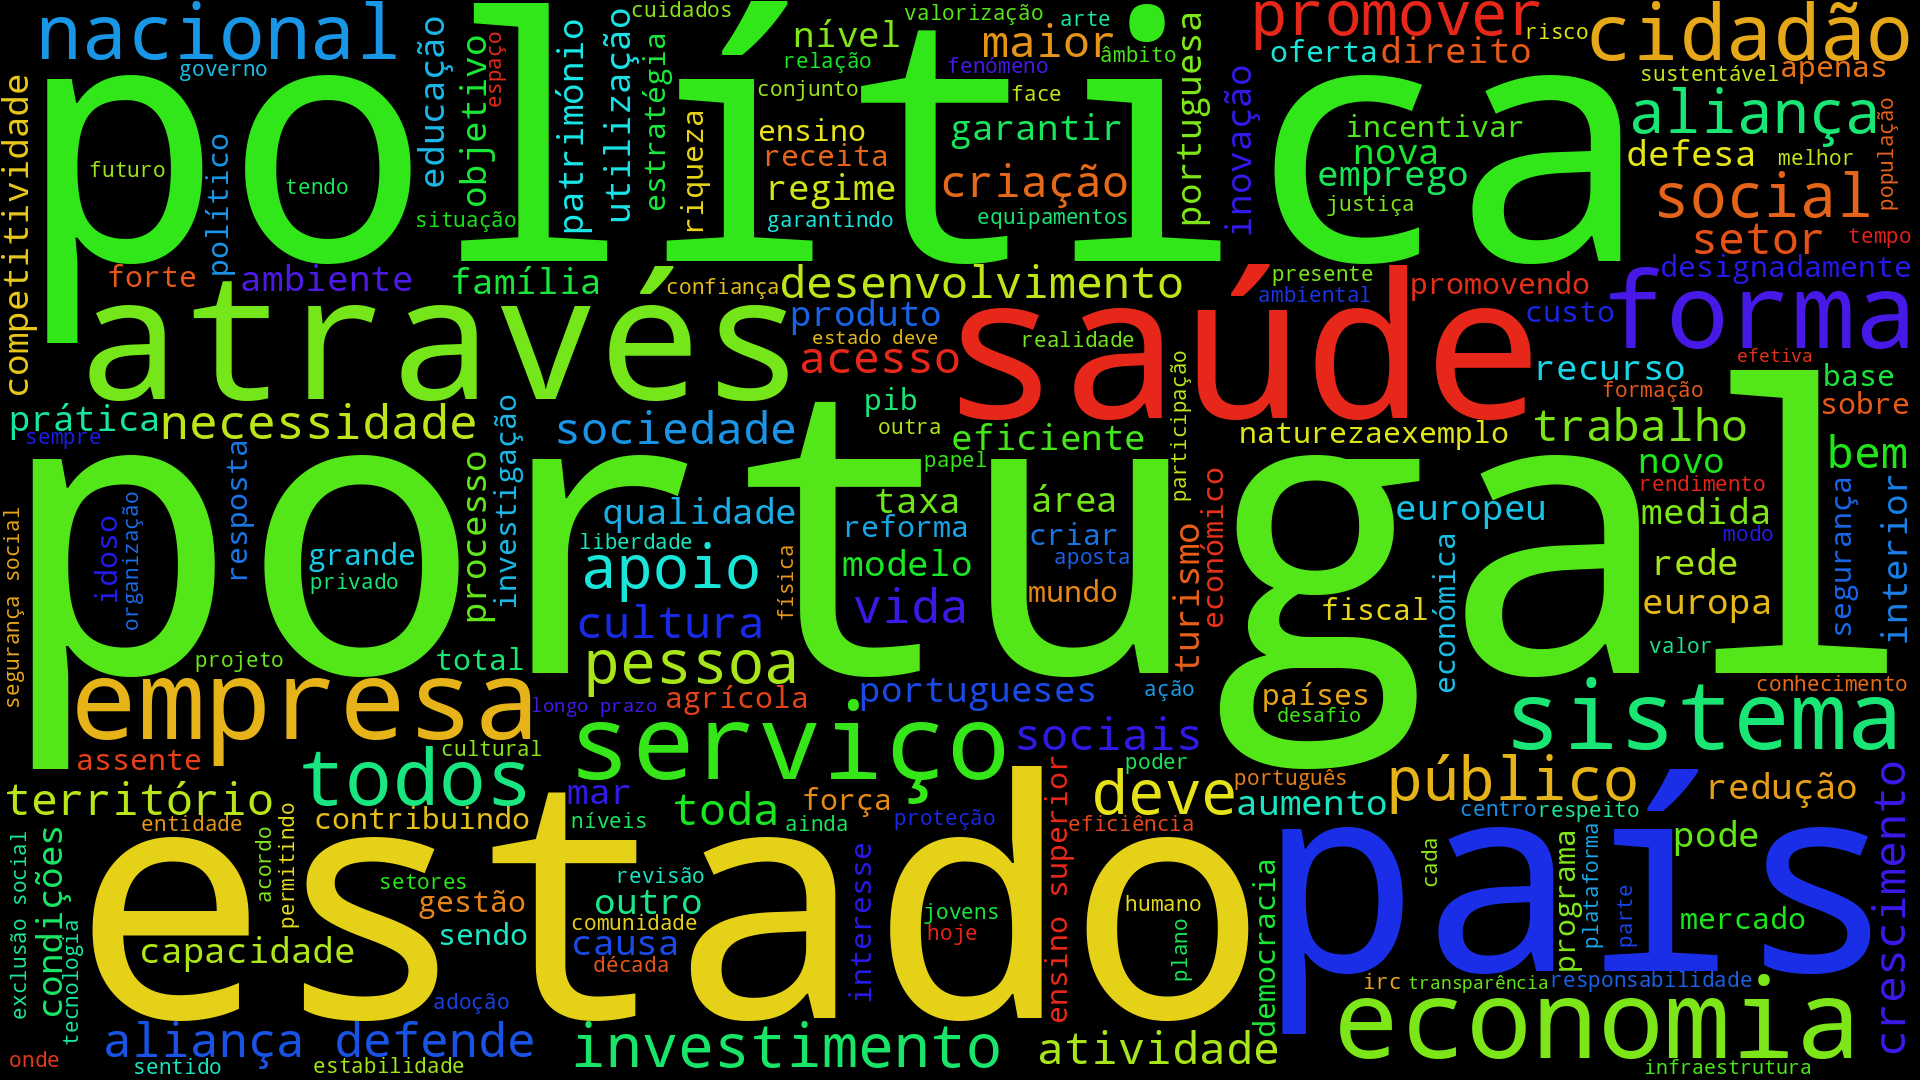 nacional
governo
política
cuidados
valorização
arte
nível
maior
âmbito
relação
fenómeno
conjunto
face
promover
risco
cidadão
oferta
direito
sustentável
apenas
competitividade
educação
espaço
objetivo
patrimónío
utilização
estratégia
riqueza
ensino
receita
regime
garantindo
garantir
criação
equipamentos
portuguesa
inovação
incentivar
nova
emprego
justiça
aliança
defesa
melhor
população
social
setor
tempo
futuro
político
tendo
situação
forte
ambiente
família
confiança
desenvolvimento
presente
ambiental
promovendo
designadamente
forma
através
produto
estado deve
acesso
saúde
realidade
custo
recurso
efetiva
formação
base
sobre
prática
sempre
necessidade
investigação
sociedade
pib
outra
eficiente
participação
natureza
exemplo
trabalho
bem
novo
rendimento
portugal
papel
resposta
processo
qualidade
taxa
área
económico
europeu
medida
modo
segurança
interior
segurança social
idoso
organização
grande
privado
liberdade
apoio
reforma
modelo
criar
aposta
física
mundo
turismo
económica
rede
europa
fiscal
cultura
vida
valor
projeto
total
pessoa
empresa
longo prazo
agrícola
portugueses
ação
países
desafio
conhecimento
sistema
assente
cultural
serviço
sociais
poder
português
público
redução
território
todos
mar
níveis
toda
força
ainda
proteção
deve
eficiência
aumento
centro
respeito
crescimento
entidade
contribuindo
exclusão social
condições
tecnologia
acordo
permitindo
estado
setores
gestão
revisão
outro
comunidade
interesse
jovens
hoje
ensino superior
humano
plano
democracia
país
cada
programa
plataforma
parte
pode
mercado
capacidade
sendo
causa
década
adoção
irc
transparência
responsabilidade
economia
onde
aliança defende
sentido
estabilidade
investimento
atividade
infraestrutura